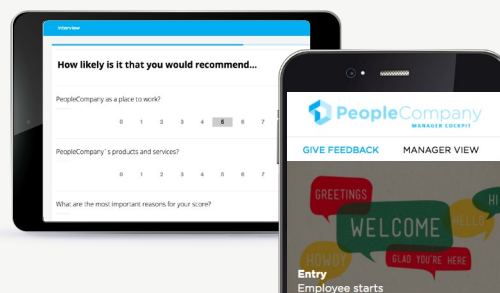 Interview
How likely is it that you would recommend...
PeopleCompany as a place to work?
0 1 2 3 4 5 6 7
PeopleCompany´s products and services?
0 1 2 3 4 5 6 7
What are the most important reasons for your score?
PeopleCompany
MANAGER COCKPIT
GIVE FEEDBACK MANAGER VIEW
GREETINGS
HI
WELCOME
HELLO
HOWDY
GLAD YOU'RE HERE
Entry
Employee starts